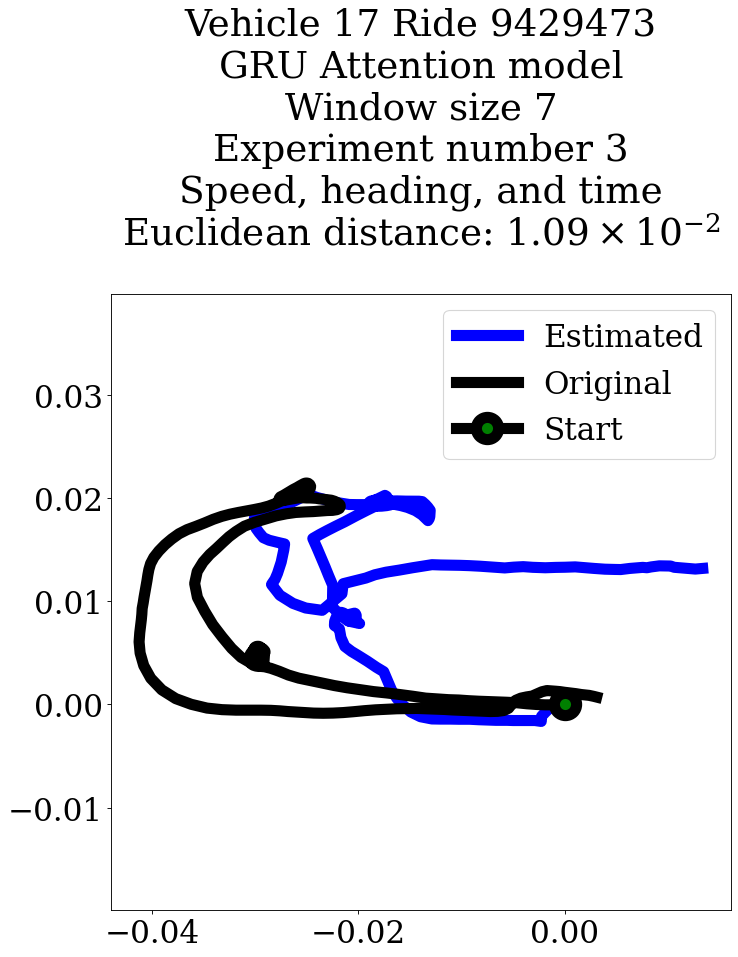 Vehicle 17 Ride 9429473
GRU Attention model
Window size 7
Experiment number 3
Speed, heading, and time
Euclidean distance: 1.09 × 10⁻²
Estimated
Original
Start
0.03
0.02
0.01
0.00
−0.01
−0.04
−0.02
0.00